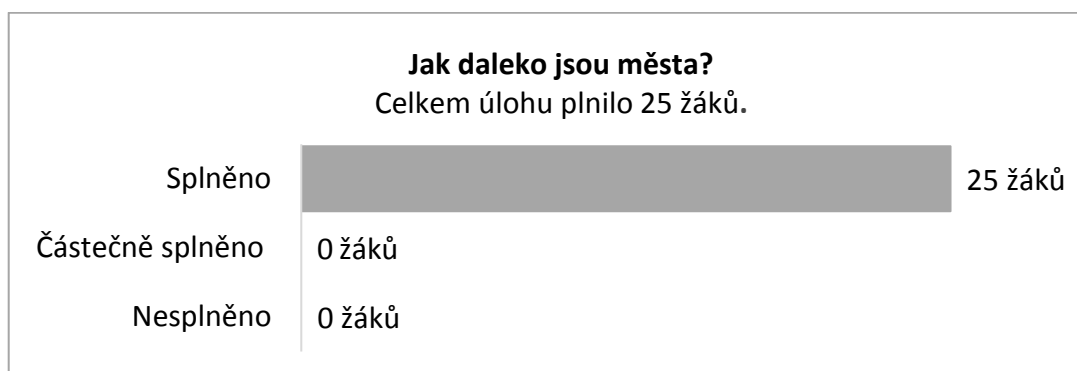 Jak daleko jsou města?
Celkem úlohu plnilo 25 žáků.
Splněno 25 žáků
Částečně splněno 0 žáků
Nesplněno 0 žáků